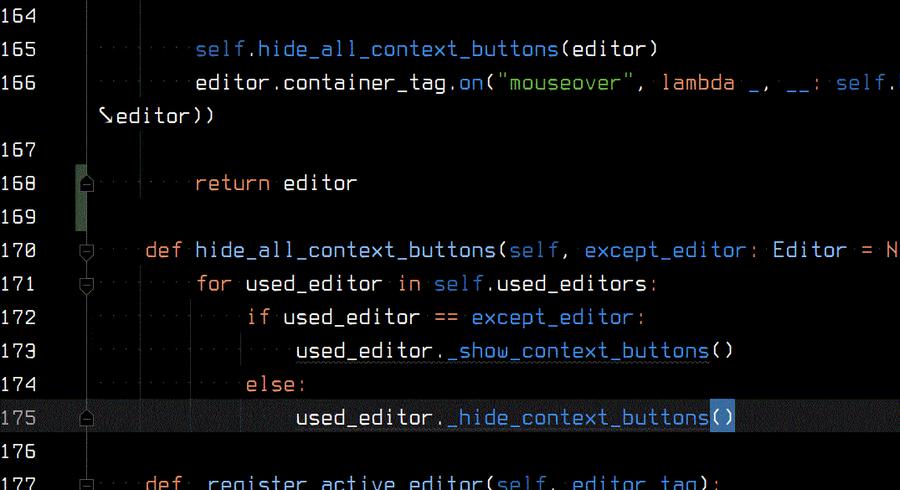 164
165 self.hide_all_context_buttons(editor)
166 editor.container_tag.on("mouseover", lambda _, __: self.
editor))
167
168 return editor
169
170 def hide_all_context_buttons(self, except_editor: Editor = N
171 for used_editor in self.used_editors:
172 if used_editor == except_editor:
173 used_editor._show_context_buttons()
174 else:
175 used_editor._hide_context_buttons()
176
177 def _register_active_editor(self, editor_tag):